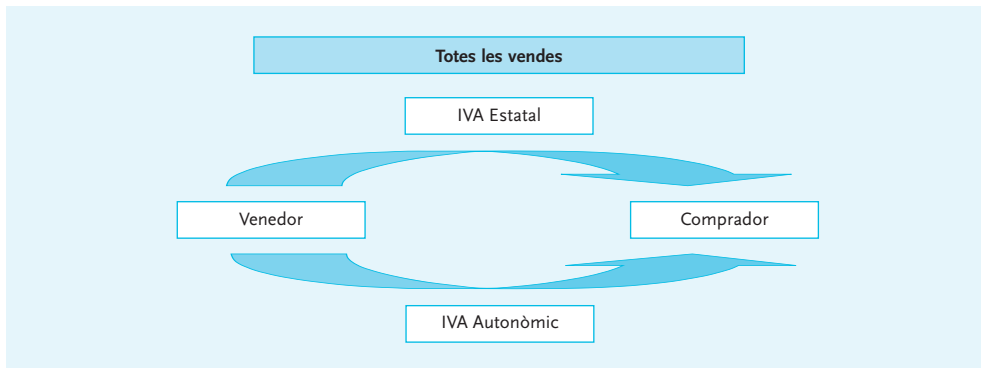 Totes les vendes
IVA Estatal
Venedor
Comprador
IVA Autonòmic